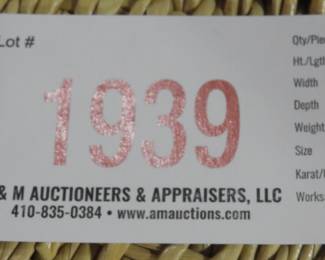 Lot #
1939
& M AUCTIONEERS & APPRAISERS, LLC
410-835-0384 • www.amauctions.com
Qty/Pie
Ht./Lgth
Width
Depth
Weight
Size
Karat/
Works